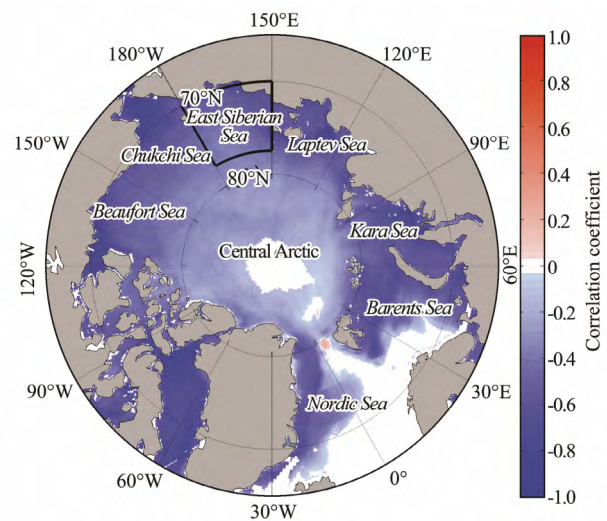 150°E
180°W
120°E
1.0
70°N
East Siberian
Sea
0.8
150°W
Chukchi Sea
Laptev Sea
90°E
0.6
80°N
0.4
Beaufort Sea
Kara Sea
0.2
120°W
Central Arctic
60°E
0
Correlation coefficient
Barents Sea
-0.2
-0.4
90°W
30°E
Nordic Sea
-0.6
60°W
0°
-0.8
30°W
-1.0